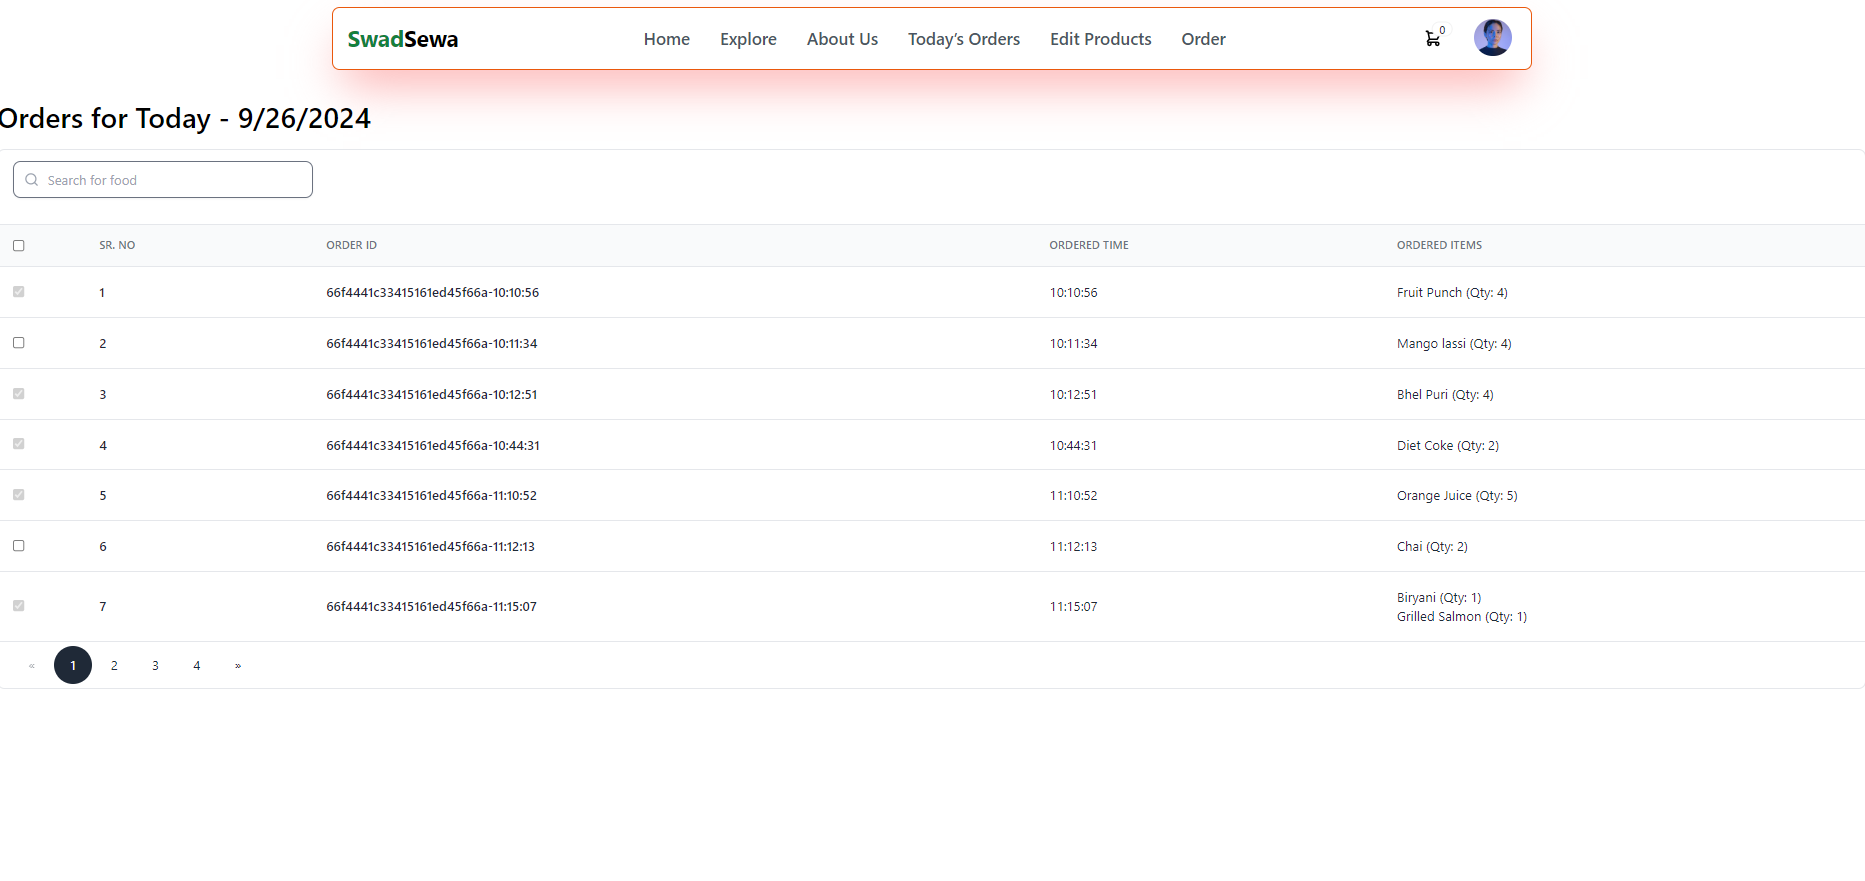 SwadSewa Home Explore About Us Today's Orders Edit Products Order 0
Orders for Today - 9/26/2024
Search for food
SR. NO ORDER ID ORDERED TIME ORDERED ITEMS
1 66f4441c33415161ed45f66a-10:10:56 10:10:56 Fruit Punch (Qty: 4)
2 66f4441c33415161ed45f66a-10:11:34 10:11:34 Mango lassi (Qty: 4)
3 66f4441c33415161ed45f66a-10:12:51 10:12:51 Bhel Puri (Qty: 4)
4 66f4441c33415161ed45f66a-10:44:31 10:44:31 Diet Coke (Qty: 2)
5 66f4441c33415161ed45f66a-11:10:52 11:10:52 Orange Juice (Qty: 5)
6 66f4441c33415161ed45f66a-11:12:13 11:12:13 Chai (Qty: 2)
7 66f4441c33415161ed45f66a-11:15:07 11:15:07 Biryani (Qty: 1)
Grilled Salmon (Qty: 1)
« 1 2 3 4 »